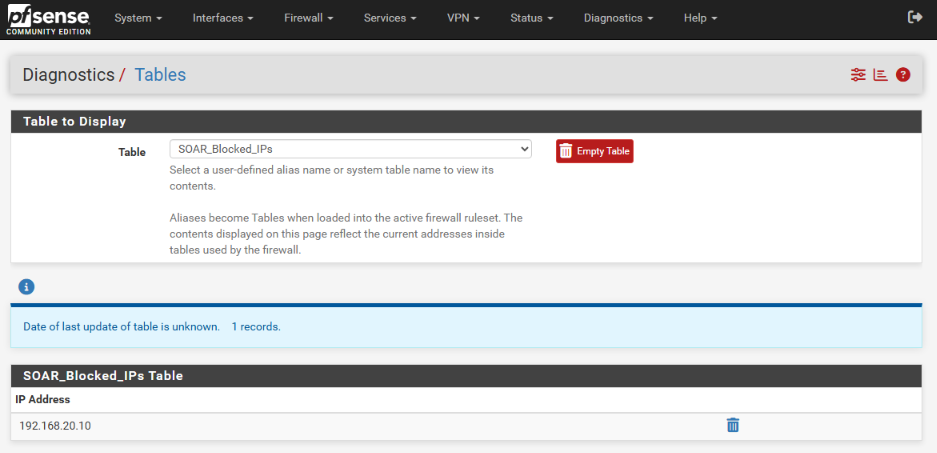 pfsense
COMMUNITY EDITION
System Interfaces Firewall Services VPN Status Diagnostics Help
Diagnostics / Tables
Table to Display
Table SOAR_Blocked_IPs Empty Table
Select a user-defined alias name or system table name to view its
contents.
Aliases become Tables when loaded into the active firewall ruleset. The
contents displayed on this page reflect the current addresses inside
tables used by the firewall.
Date of last update of table is unknown. 1 records.
SOAR_Blocked_IPs Table
IP Address
192.168.20.10